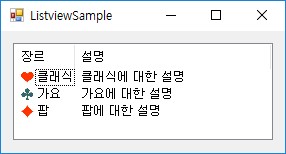 ListviewSample
장르 설명
클래식 클래식에 대한 설명
가요 가요에 대한 설명
팝 팝에 대한 설명